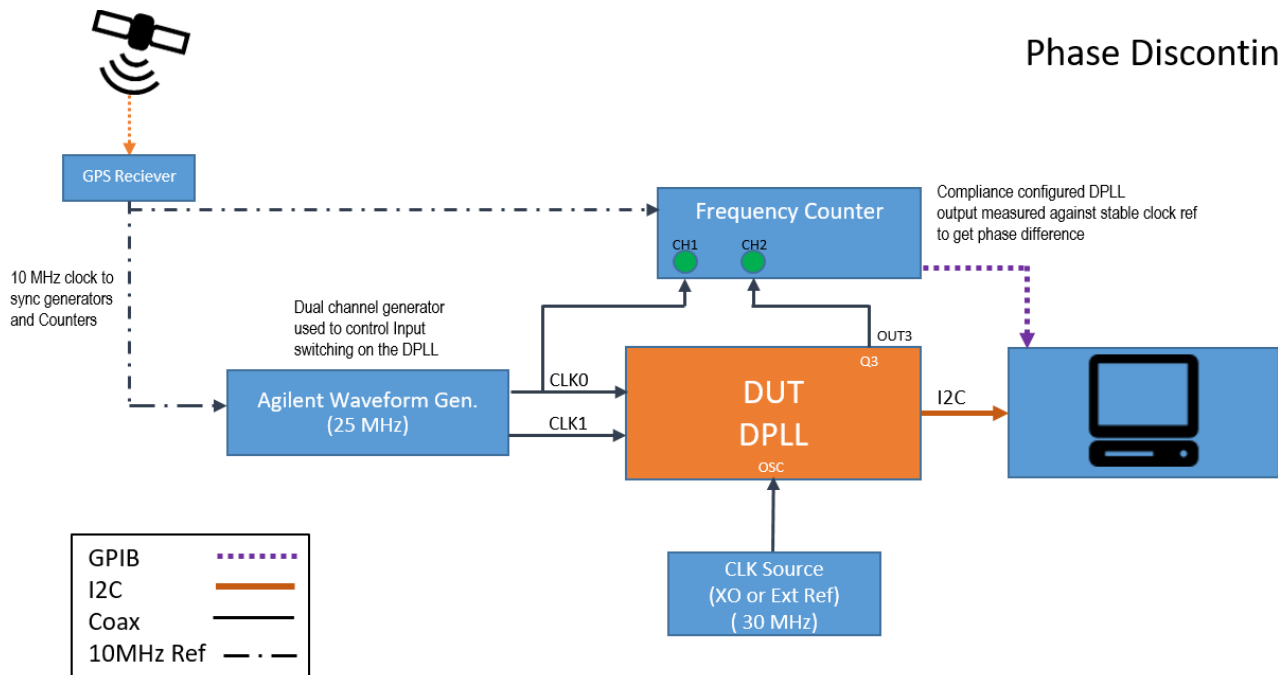 Phase Discontin
GPS Reciever
10 MHz clock to
sync generators
and Counters
Dual channel generator
used to control Input
switching on the DPLL
Agilent Waveform Gen.
(25 MHz)
CLK0
CLK1
Frequency Counter
CH1
CH2
Compliance configured DPLL
output measured against stable clock ref
to get phase difference
OUT3
Q3
DUT
DPLL
OSC
I2C
CLK Source
(XO or Ext Ref)
( 30 MHz)
GPIB
I2C
Coax
10MHz Ref